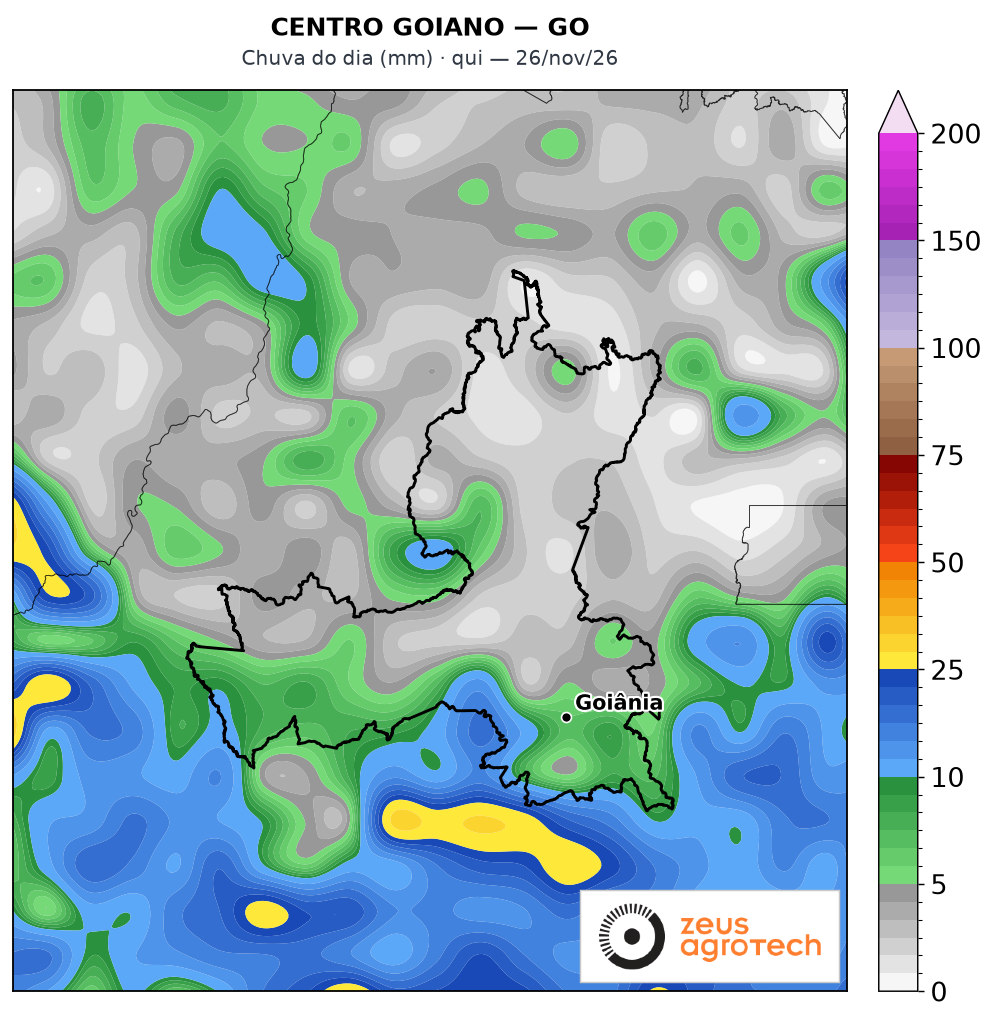 CENTRO GOIANO — GO
Chuva do dia (mm) · qui — 26/nov/26
200
150
100
75
50
25
10
5
0
Goiânia
zeus
agrotech